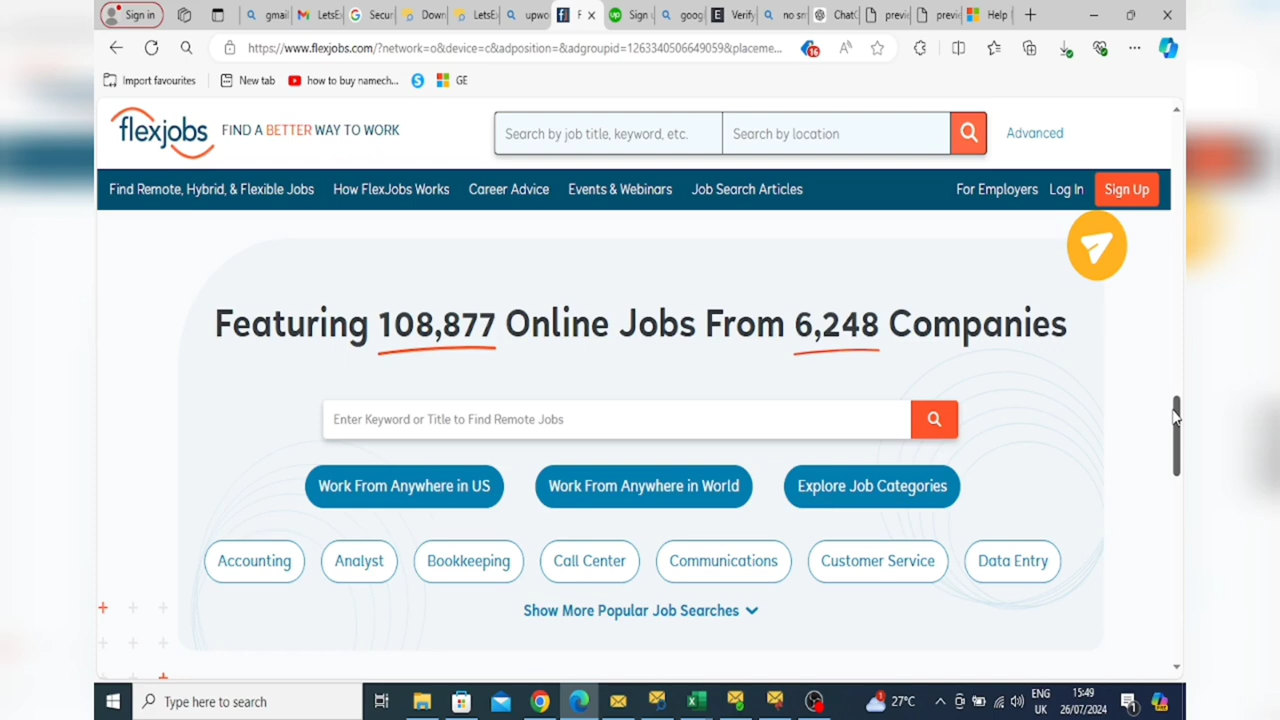 Sign in
gmail
LetsE
Secur
Down
LetsE
upwo
F
Sign u
goog
Verify
no sn
ChatG
previe
previe
Help
https://www.flexjobs.com/?network=o&device=c&adposition=&adgroupid=1263340506649059&placeme...
16
Import favourites
New tab
how to buy namech...
GE
flexjobs
FIND A BETTER WAY TO WORK
Search by job title, keyword, etc.
Search by location
Advanced
Find Remote, Hybrid, & Flexible Jobs
How FlexJobs Works
Career Advice
Events & Webinars
Job Search Articles
For Employers
Log In
Sign Up
Featuring 108,877 Online Jobs From 6,248 Companies
Enter Keyword or Title to Find Remote Jobs
Work From Anywhere in US
Work From Anywhere in World
Explore Job Categories
Accounting
Analyst
Bookkeeping
Call Center
Communications
Customer Service
Data Entry
Show More Popular Job Searches
Type here to search
27°C
ENG
UK
15:49
26/07/2024